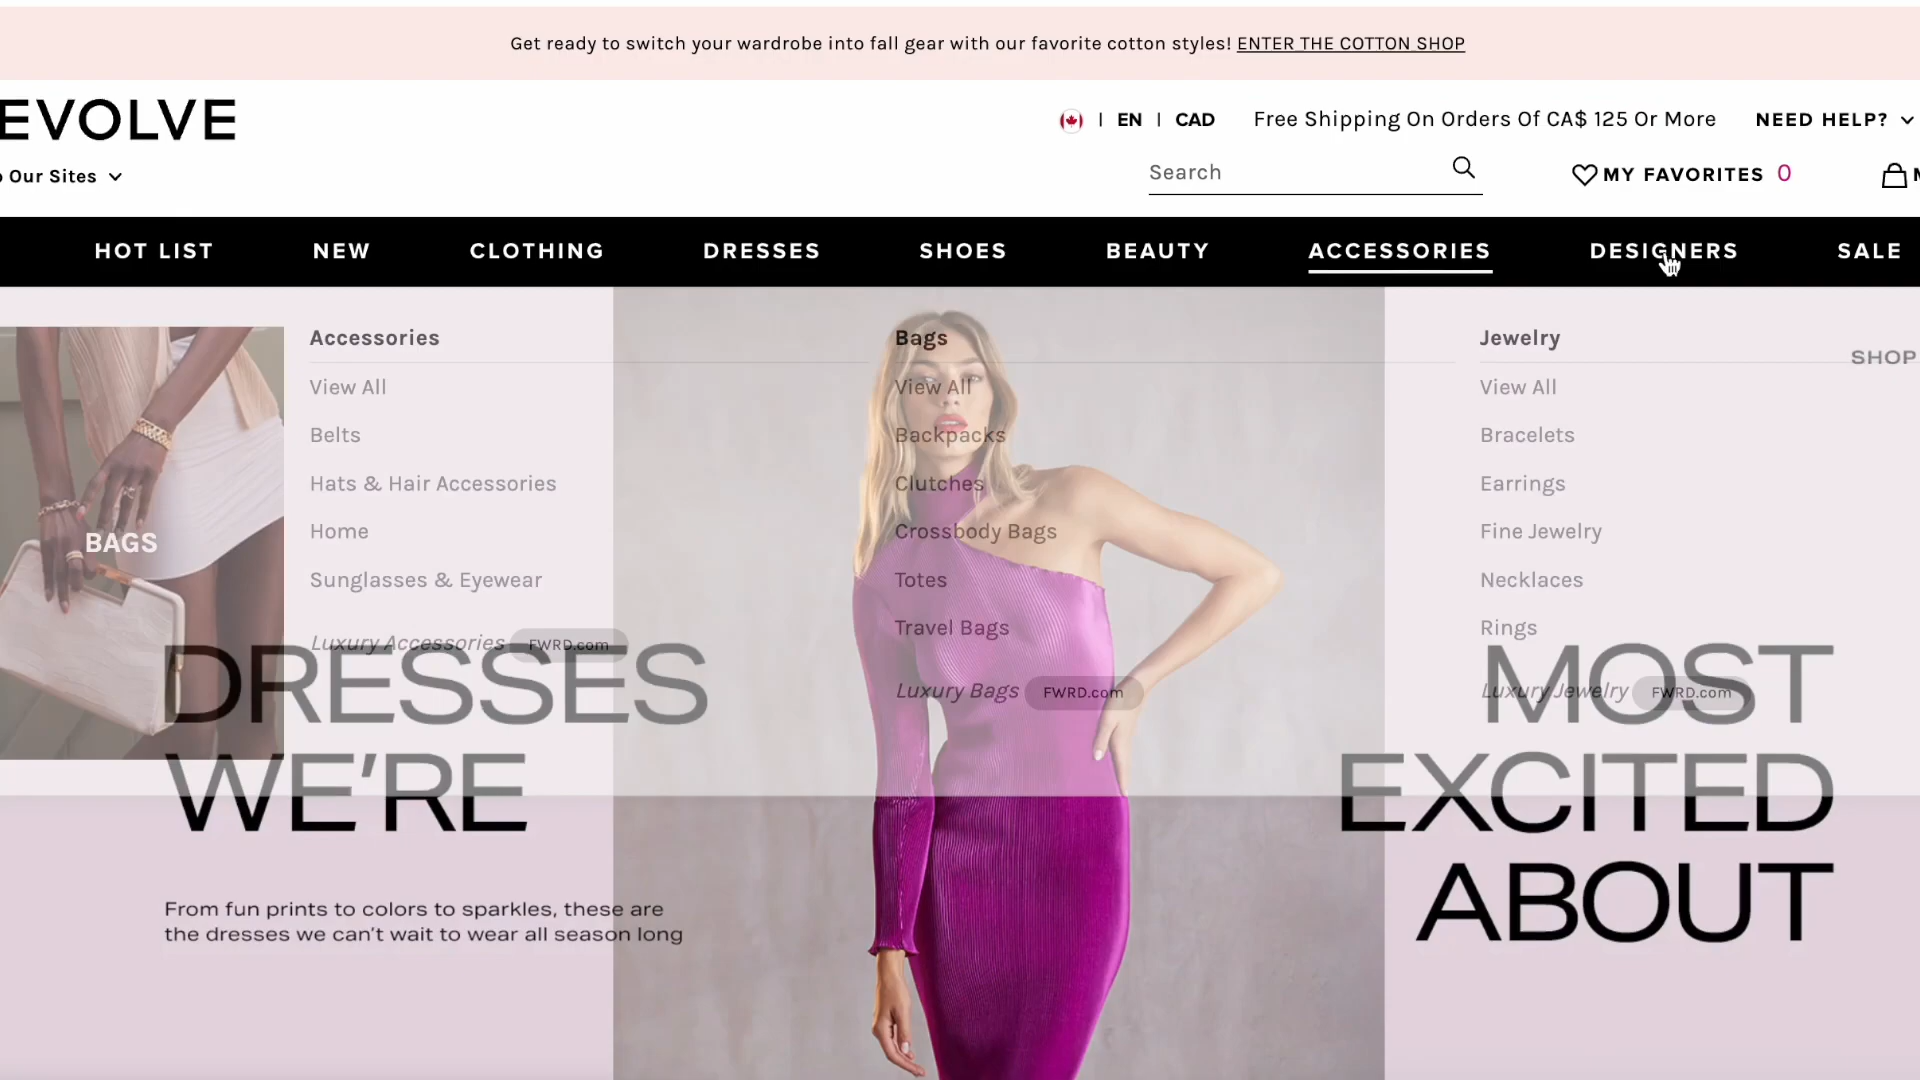 Get ready to switch your wardrobe into fall gear with our favorite cotton styles! ENTER THE COTTON SHOP
EVOLVE
EN | CAD Free Shipping On Orders Of CA$ 125 Or More NEED HELP?
Our Sites
Search
MY FAVORITES 0
HOT LIST NEW CLOTHING DRESSES SHOES BEAUTY ACCESSORIES DESIGNERS SALE
BAGS
Accessories
View All
Belts
Hats & Hair Accessories
Home
Sunglasses & Eyewear
Luxury Accessories FWRD.com
Bags
View All
Backpacks
Clutches
Crossbody Bags
Totes
Travel Bags
Luxury Bags FWRD.com
Jewelry
View All
Bracelets
Earrings
Fine Jewelry
Necklaces
Rings
Luxury Jewelry FWRD.com
SHOP
DRESSES
WE'RE
MOST
EXCITED
ABOUT
From fun prints to colors to sparkles, these are
the dresses we can't wait to wear all season long